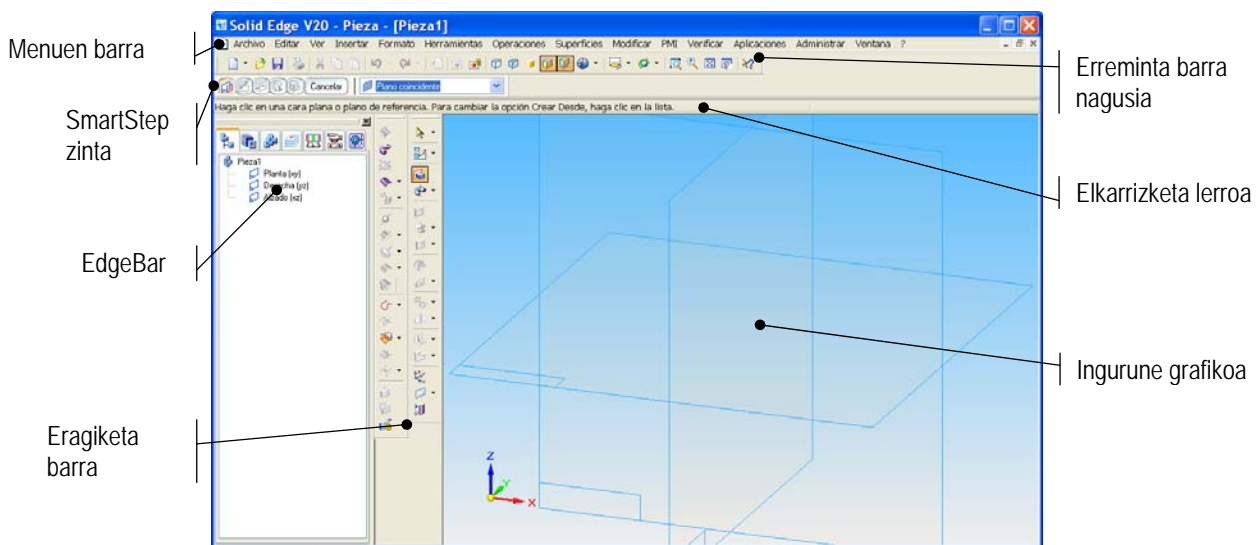 Solid Edge V20 - Pieza - [Pieza1]
Menuen barra
Archivo Editar Ver Insertar Formato Herramientas Operaciones Superficies Modificar PMI Verificar Aplicaciones Administrar Ventana ?
Erreminta barra
nagusia
Cancelar Plano coincidente
Haga clic en una cara plana o plano de referencia. Para cambiar la opción Crear Desde, haga clic en la lista.
SmartStep
zinta
Pieza1
Planta (xy)
Derecha (yz)
Alzado (xz)
Elkarrizketa lerroa
EdgeBar
Ingurune grafikoa
Eragiketa
barra
Z
Y
X